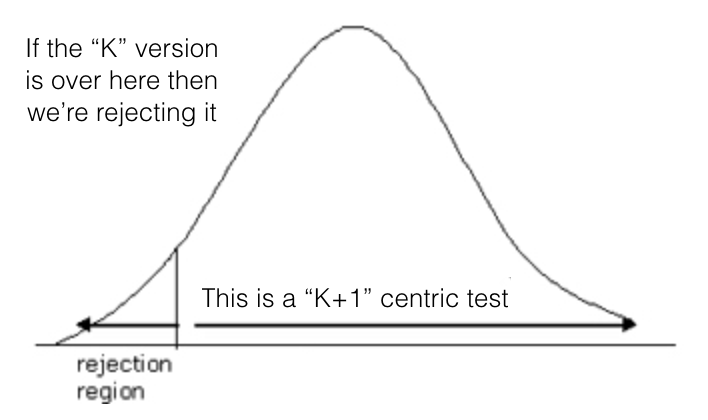 If the “K” version
is over here then
we’re rejecting it
This is a “K+1” centric test
rejection
region